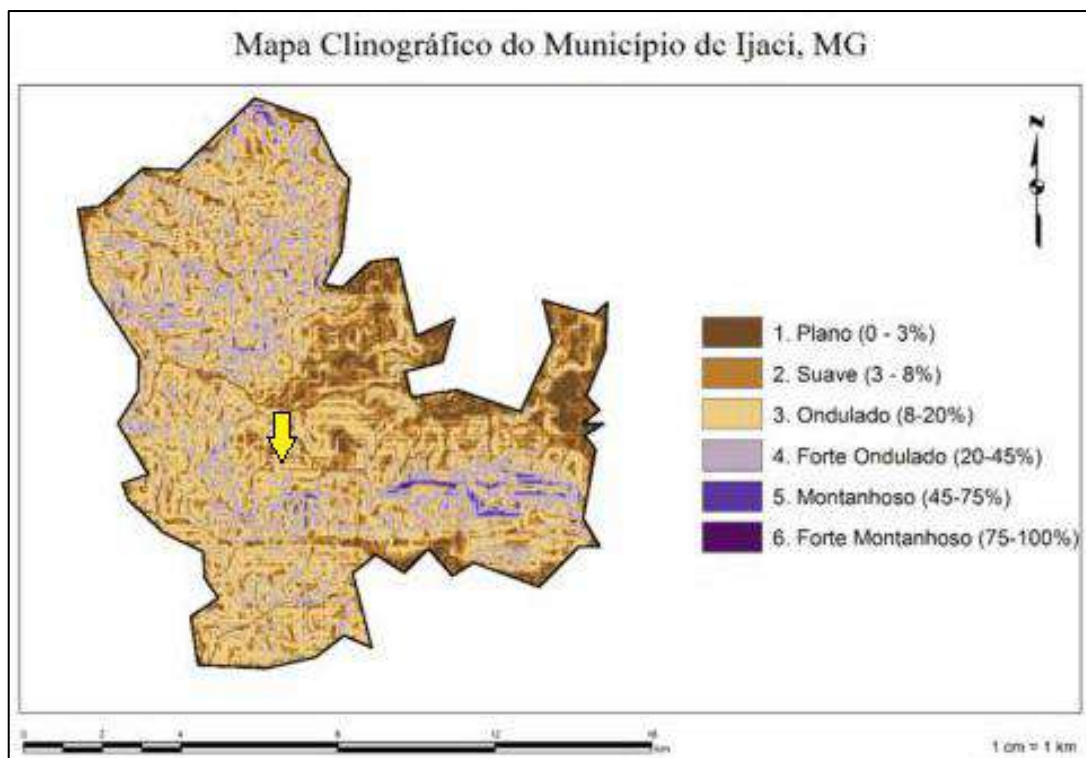 Mapa Clinográfico do Município de Ijaci, MG
N
1. Plano (0 - 3%)
2. Suave (3 - 8%)
3. Ondulado (8-20%)
4. Forte Ondulado (20-45%)
5. Montanhoso (45-75%)
6. Forte Montanhoso (75-100%)
0 2 4 8 12 16
km
1 cm = 1 km